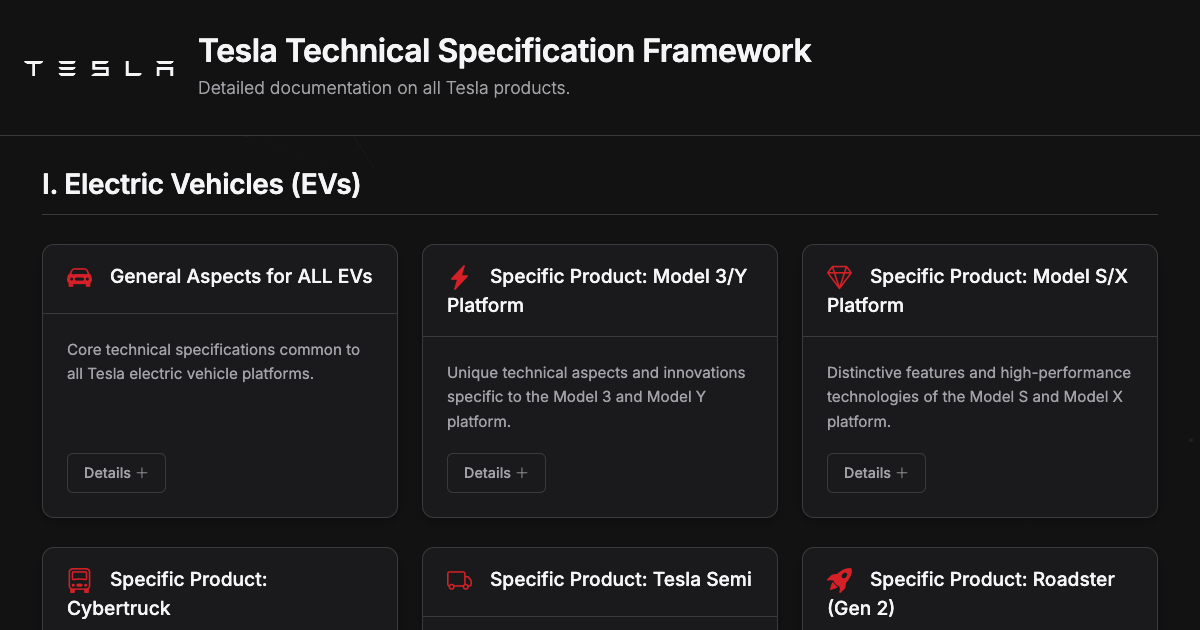 TESLA
Tesla Technical Specification Framework
Detailed documentation on all Tesla products.
I. Electric Vehicles (EVs)
General Aspects for ALL EVs
Core technical specifications common to
all Tesla electric vehicle platforms.
Details +
Specific Product: Model 3/Y
Platform
Unique technical aspects and innovations
specific to the Model 3 and Model Y
platform.
Details +
Specific Product: Model S/X
Platform
Distinctive features and high-performance
technologies of the Model S and Model X
platform.
Details +
Specific Product:
Cybertruck
Specific Product: Tesla Semi
Specific Product: Roadster
(Gen 2)